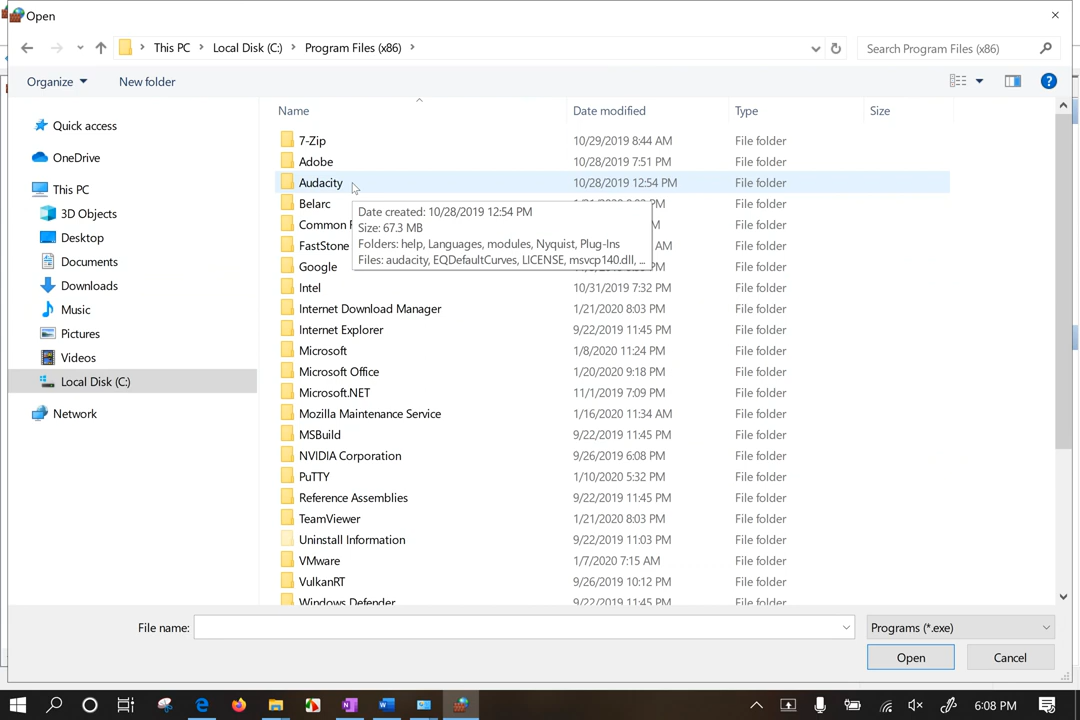 Open
This PC > Local Disk (C:) > Program Files (x86) >
Search Program Files (x86)
Organize
New folder
Name Date modified Type Size
Quick access
OneDrive
This PC
3D Objects
Desktop
Documents
Downloads
Music
Pictures
Videos
Local Disk (C:)
Network
7-Zip 10/29/2019 8:44 AM File folder
Adobe 10/28/2019 7:51 PM File folder
Audacity 10/28/2019 12:54 PM File folder
Belarc File folder
Common File folder
FastStone File folder
Google File folder
Date created: 10/28/2019 12:54 PM
Size: 67.3 MB
Folders: help, Languages, modules, Nyquist, Plug-Ins
Files: audacity, EQDefaultCurves, LICENSE, msvcp140.dll, ...
Intel 10/31/2019 7:32 PM File folder
Internet Download Manager 1/21/2020 8:03 PM File folder
Internet Explorer 9/22/2019 11:45 PM File folder
Microsoft 1/8/2020 11:24 PM File folder
Microsoft Office 1/20/2020 9:18 PM File folder
Microsoft.NET 11/1/2019 7:09 PM File folder
Mozilla Maintenance Service 1/16/2020 11:34 AM File folder
MSBuild 9/22/2019 11:45 PM File folder
NVIDIA Corporation 9/26/2019 6:08 PM File folder
PuTTY 1/10/2020 5:32 PM File folder
Reference Assemblies 9/22/2019 11:45 PM File folder
TeamViewer 1/21/2020 8:03 PM File folder
Uninstall Information 9/22/2019 11:03 PM File folder
VMware 1/7/2020 7:15 AM File folder
VulkanRT 9/26/2019 10:12 PM File folder
Windows Defender 9/22/2019 11:45 PM File folder
File name:
Programs (*.exe)
Open
Cancel
6:08 PM